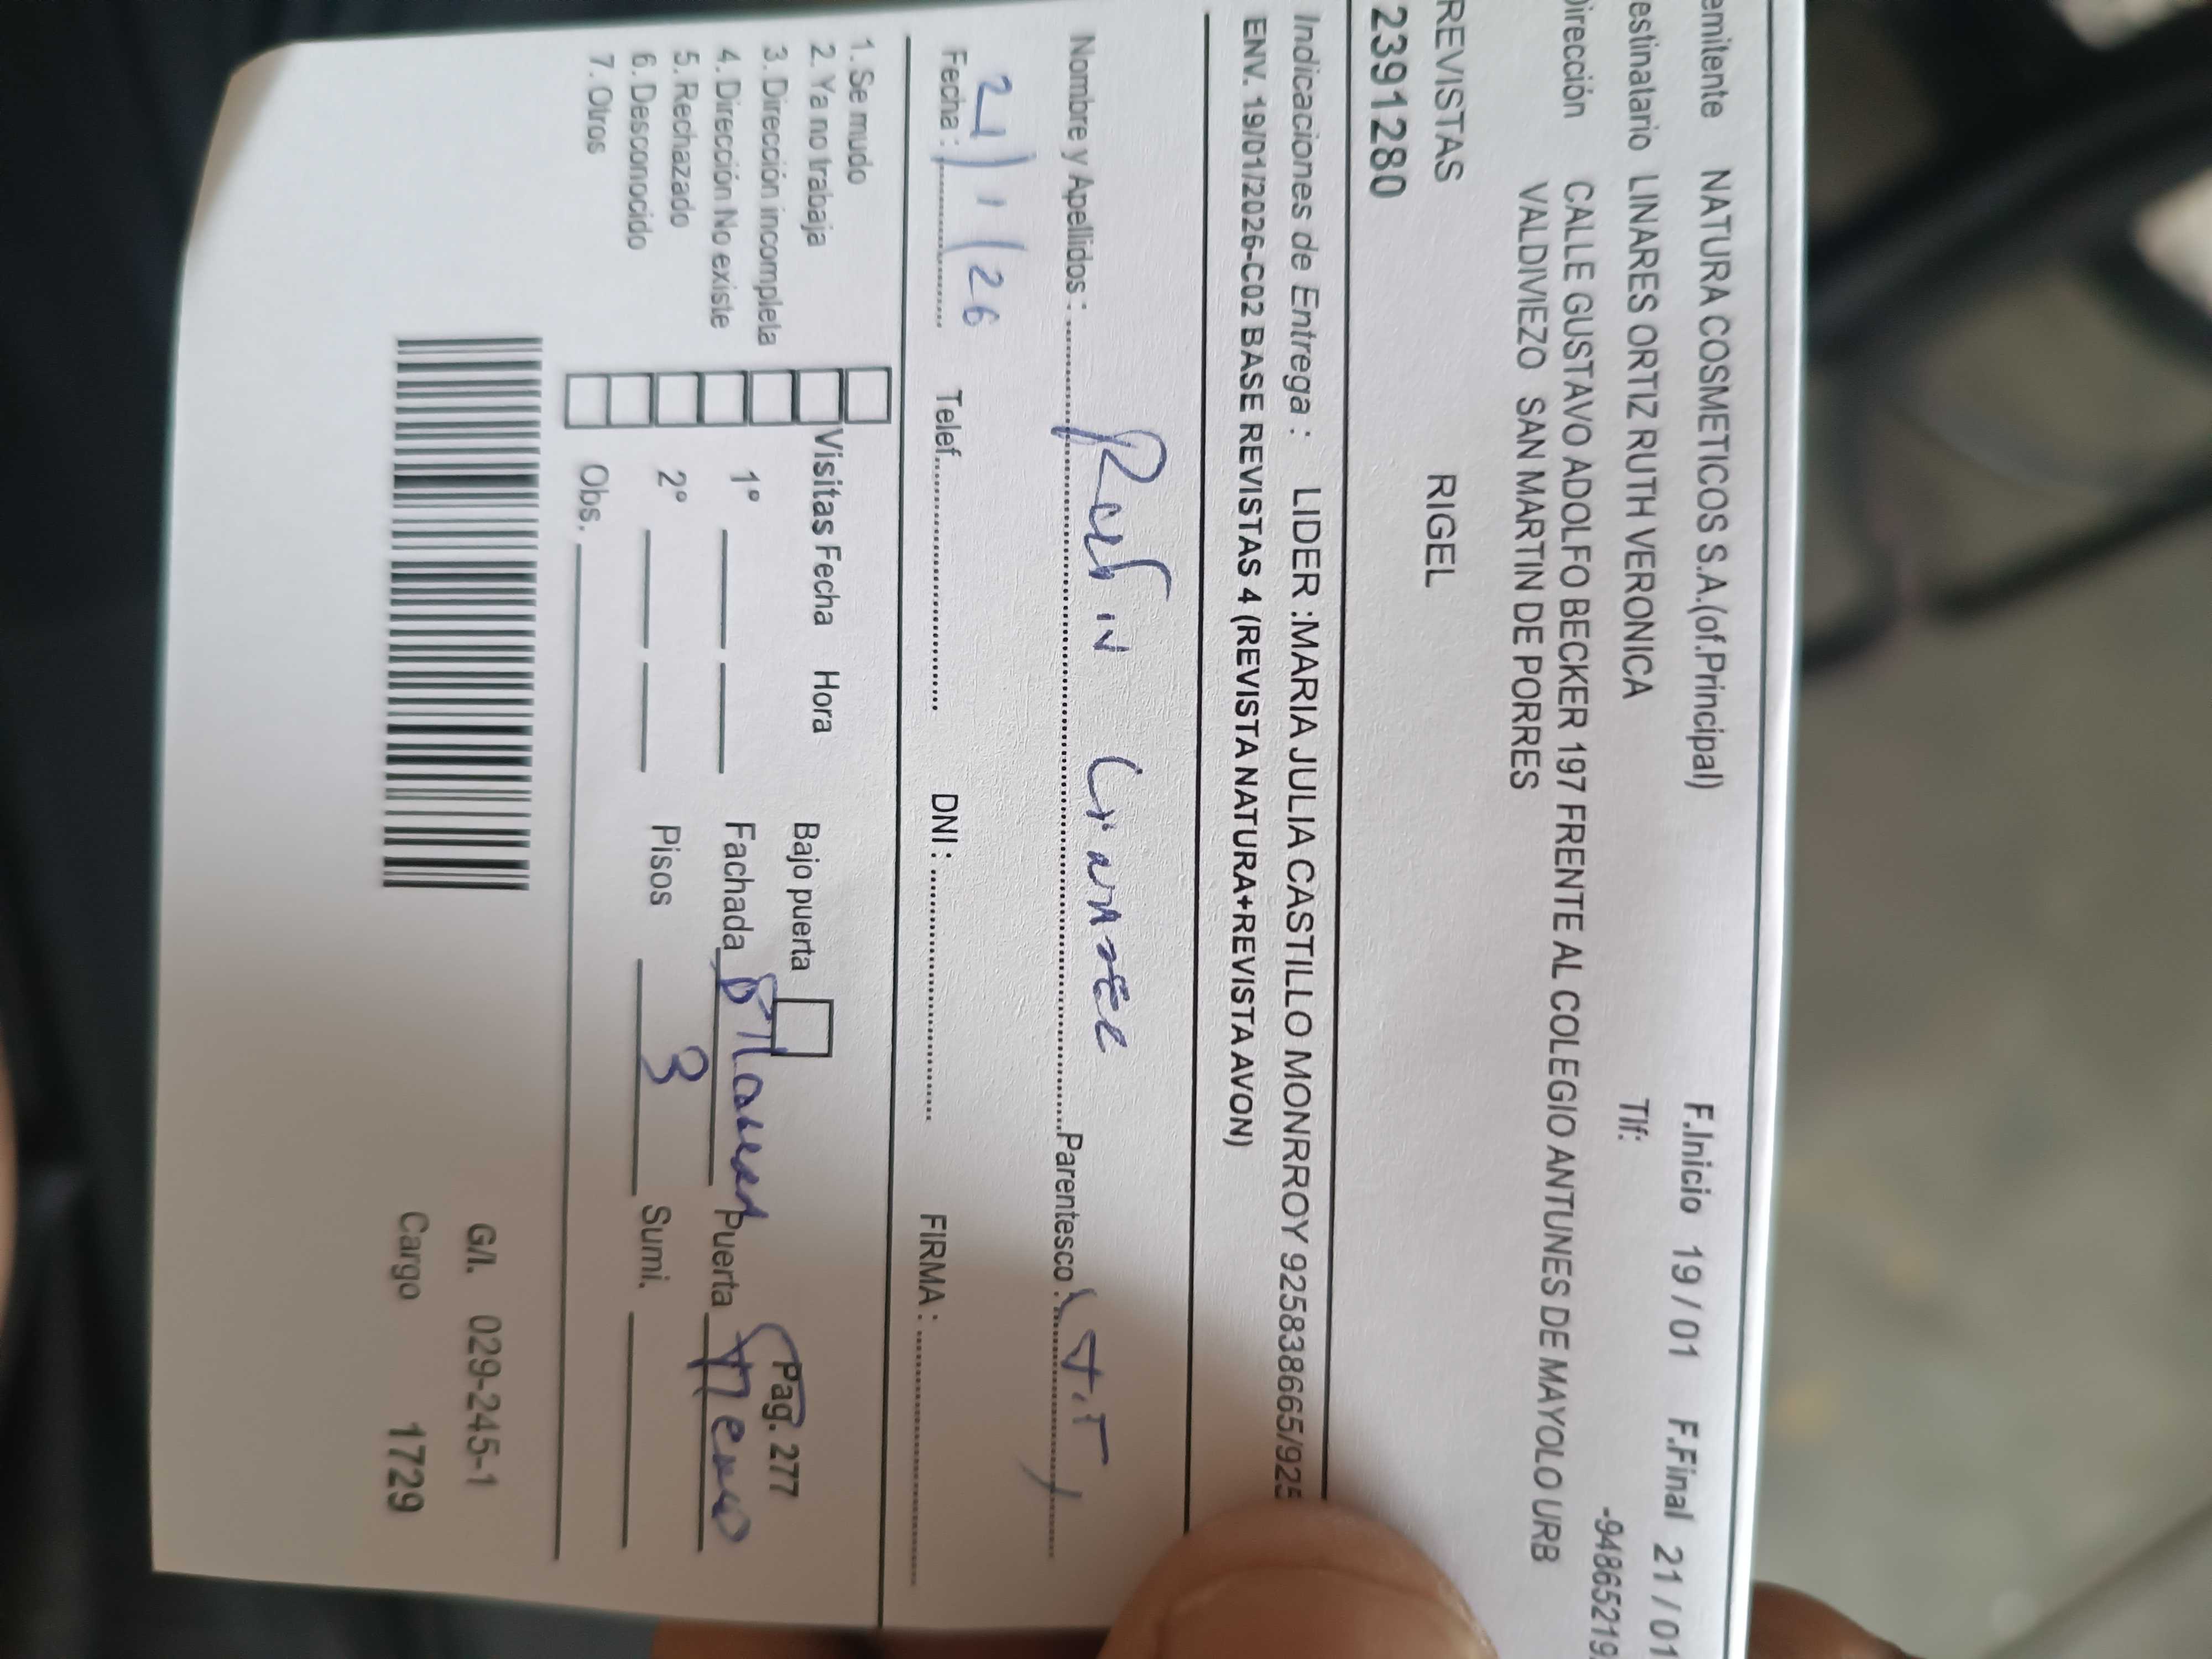 emitente NATURA COSMETICOS S.A.(of.Principal) F.Inicio 19 / 01 F.Final 21 / 01
estinatario LINARES ORTIZ RUTH VERONICA Tlf: -94865219
Dirección CALLE GUSTAVO ADOLFO BECKER 197 FRENTE AL COLEGIO ANTUNES DE MAYOLO URB
VALDIVIEZO SAN MARTIN DE PORRES
REVISTAS RIGEL
2391280
Indicaciones de Entrega : LIDER :MARIA JULIA CASTILLO MONRROY 925838665/925
ENV. 19/01/2026-C02 BASE REVISTAS 4 (REVISTA NATURA+REVISTA AVON)
Nombre y Apellidos : Parentesco :
Fecha : 21/1/26 Telef. DNI : FIRMA :
1. Se mudo
2. Ya no trabaja Visitas Fecha Hora Bajo puerta
3. Dirección incompleta Pag. 277
4. Dirección No existe 1° Fachada Puerta
5. Rechazado 2° Pisos 3 Sumi.
6. Desconocido
7. Otros Obs.
G/I. 029-245-1
Cargo 1729